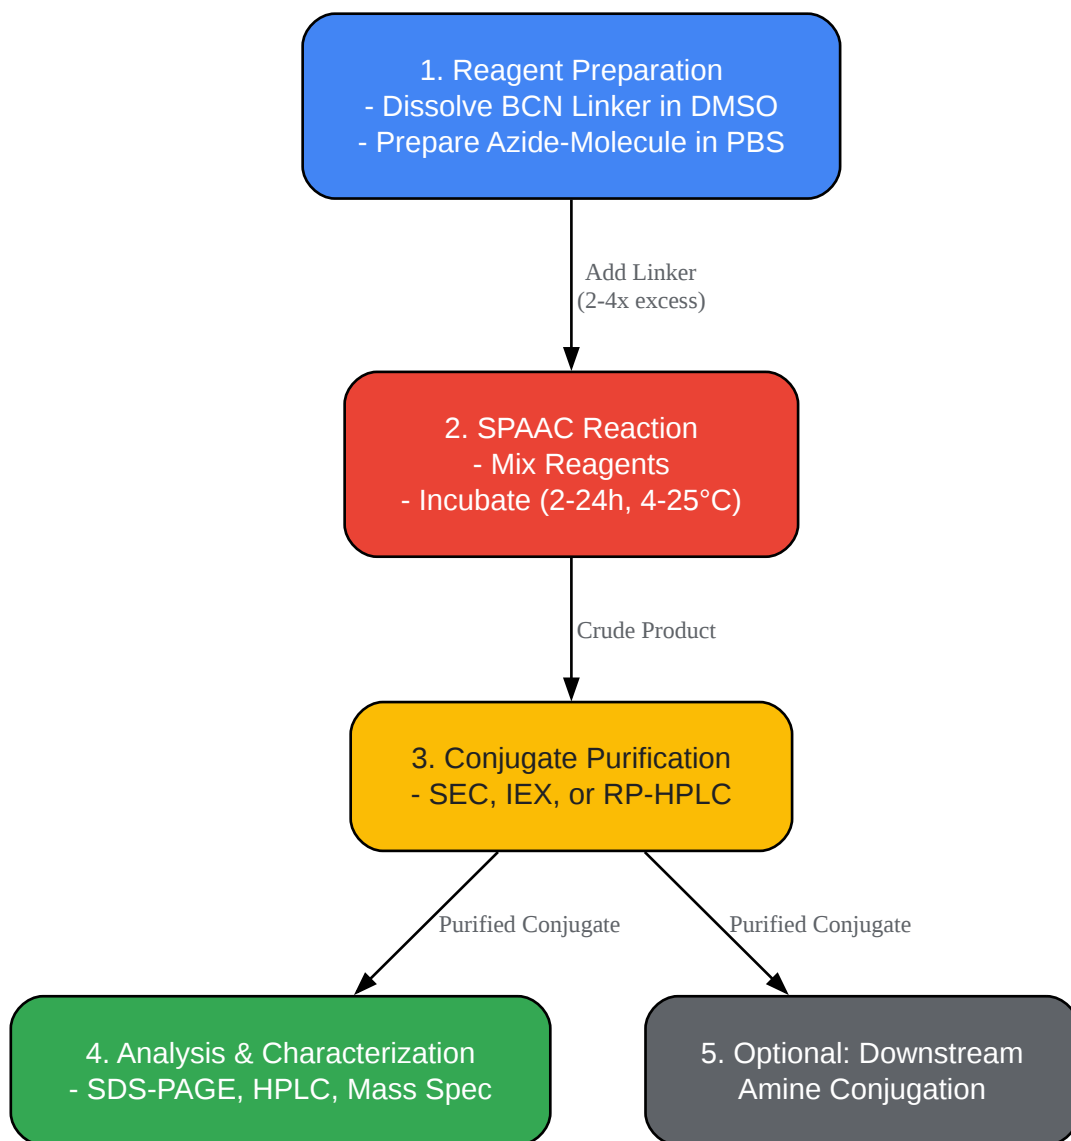 1. Reagent Preparation
- Dissolve BCN Linker in DMSO
- Prepare Azide-Molecule in PBS
Add Linker
(2-4x excess)
2. SPAAC Reaction
- Mix Reagents
- Incubate (2-24h, 4-25°C)
Crude Product
3. Conjugate Purification
- SEC, IEX, or RP-HPLC
Purified Conjugate
Purified Conjugate
4. Analysis & Characterization
- SDS-PAGE, HPLC, Mass Spec
5. Optional: Downstream
Amine Conjugation